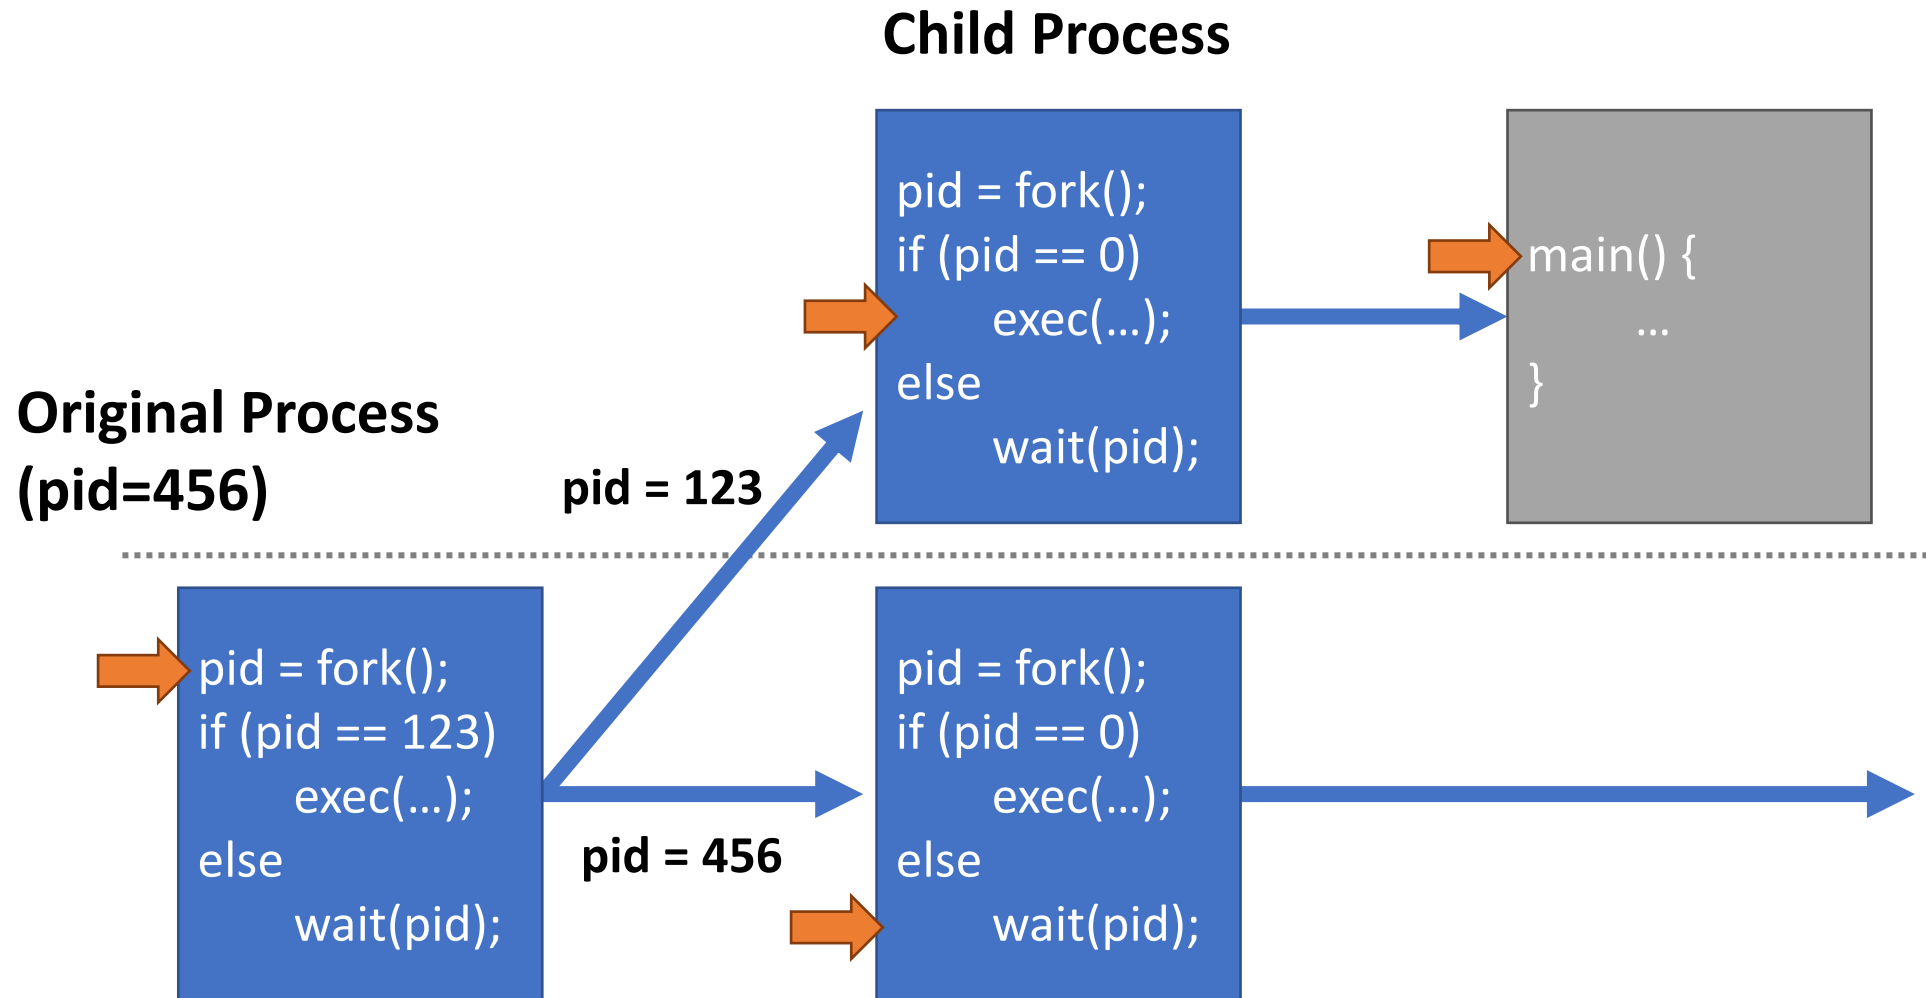 Child Process
pid = fork();
if (pid == 0)
exec(...);
else
wait(pid);
main() {
...
}
Original Process
(pid=456)
pid = 123
pid = fork();
if (pid == 123)
exec(...);
else
wait(pid);
pid = 456
pid = fork();
if (pid == 0)
exec(...);
else
wait(pid);